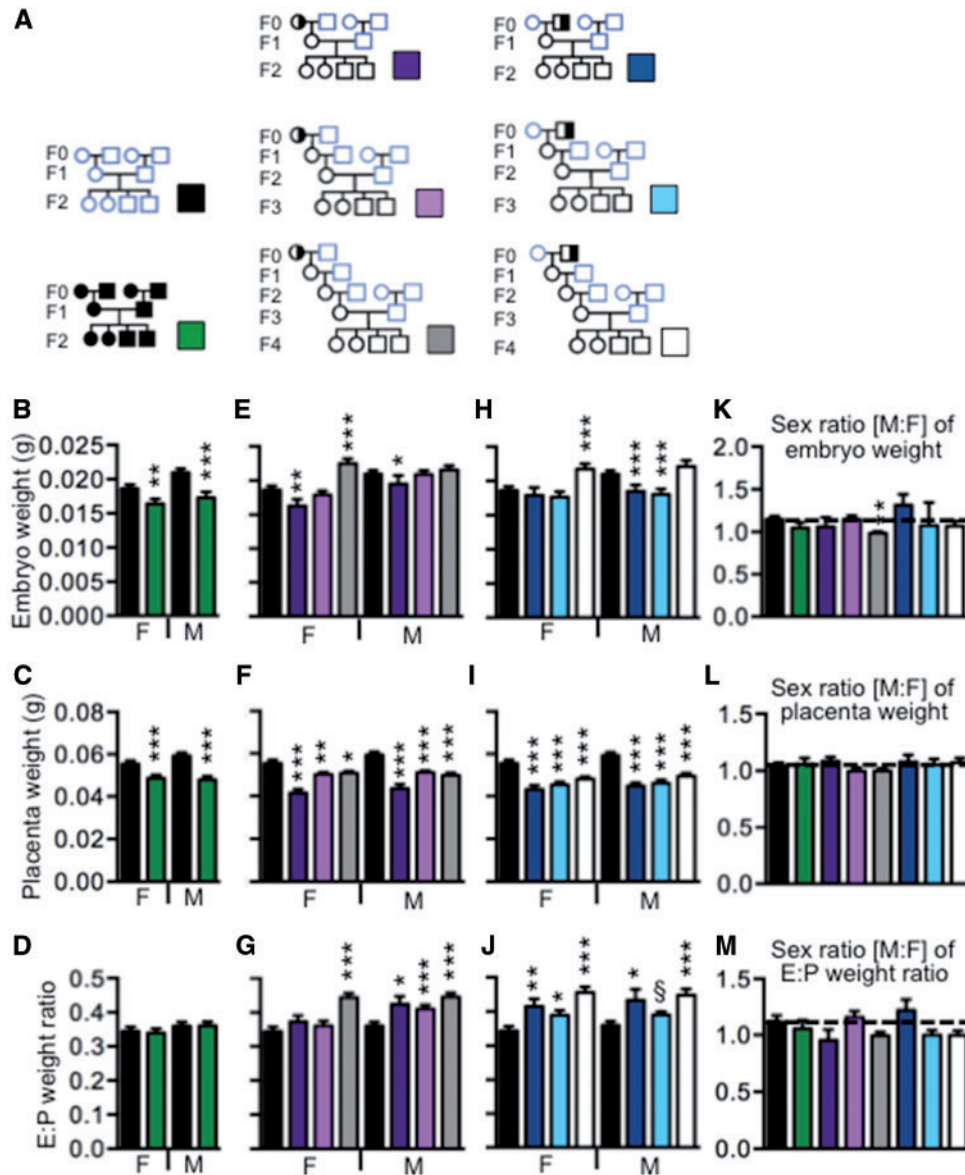 A
F0
F1
F2
F0
F1
F2
F0
F1
F2
F0
F1
F2
F3
F0
F1
F2
F3
F0
F1
F2
F0
F1
F2
F3
F4
F0
F1
F2
F3
F4
B
Embryo weight (g)
0.025
0.020
0.015
0.010
0.005
0.000
**
***
F M
E
**
***
*
F M
H
***
***
***
F M
K
Sex ratio [M:F] of
embryo weight
2.0
1.5
1.0
0.5
0.0
**
C
Placenta weight (g)
0.08
0.06
0.04
0.02
0.00
***
***
F M
F
***
**
*
***
***
***
F M
I
***
***
***
***
***
***
F M
L
Sex ratio [M:F] of
placenta weight
1.5
1.0
0.5
0.0
D
E:P weight ratio
0.5
0.4
0.3
0.2
0.1
0.0
F M
G
***
*
***
***
F M
J
**
*
***
*
§
***
F M
M
Sex ratio [M:F] of
E:P weight ratio
1.5
1.0
0.5
0.0